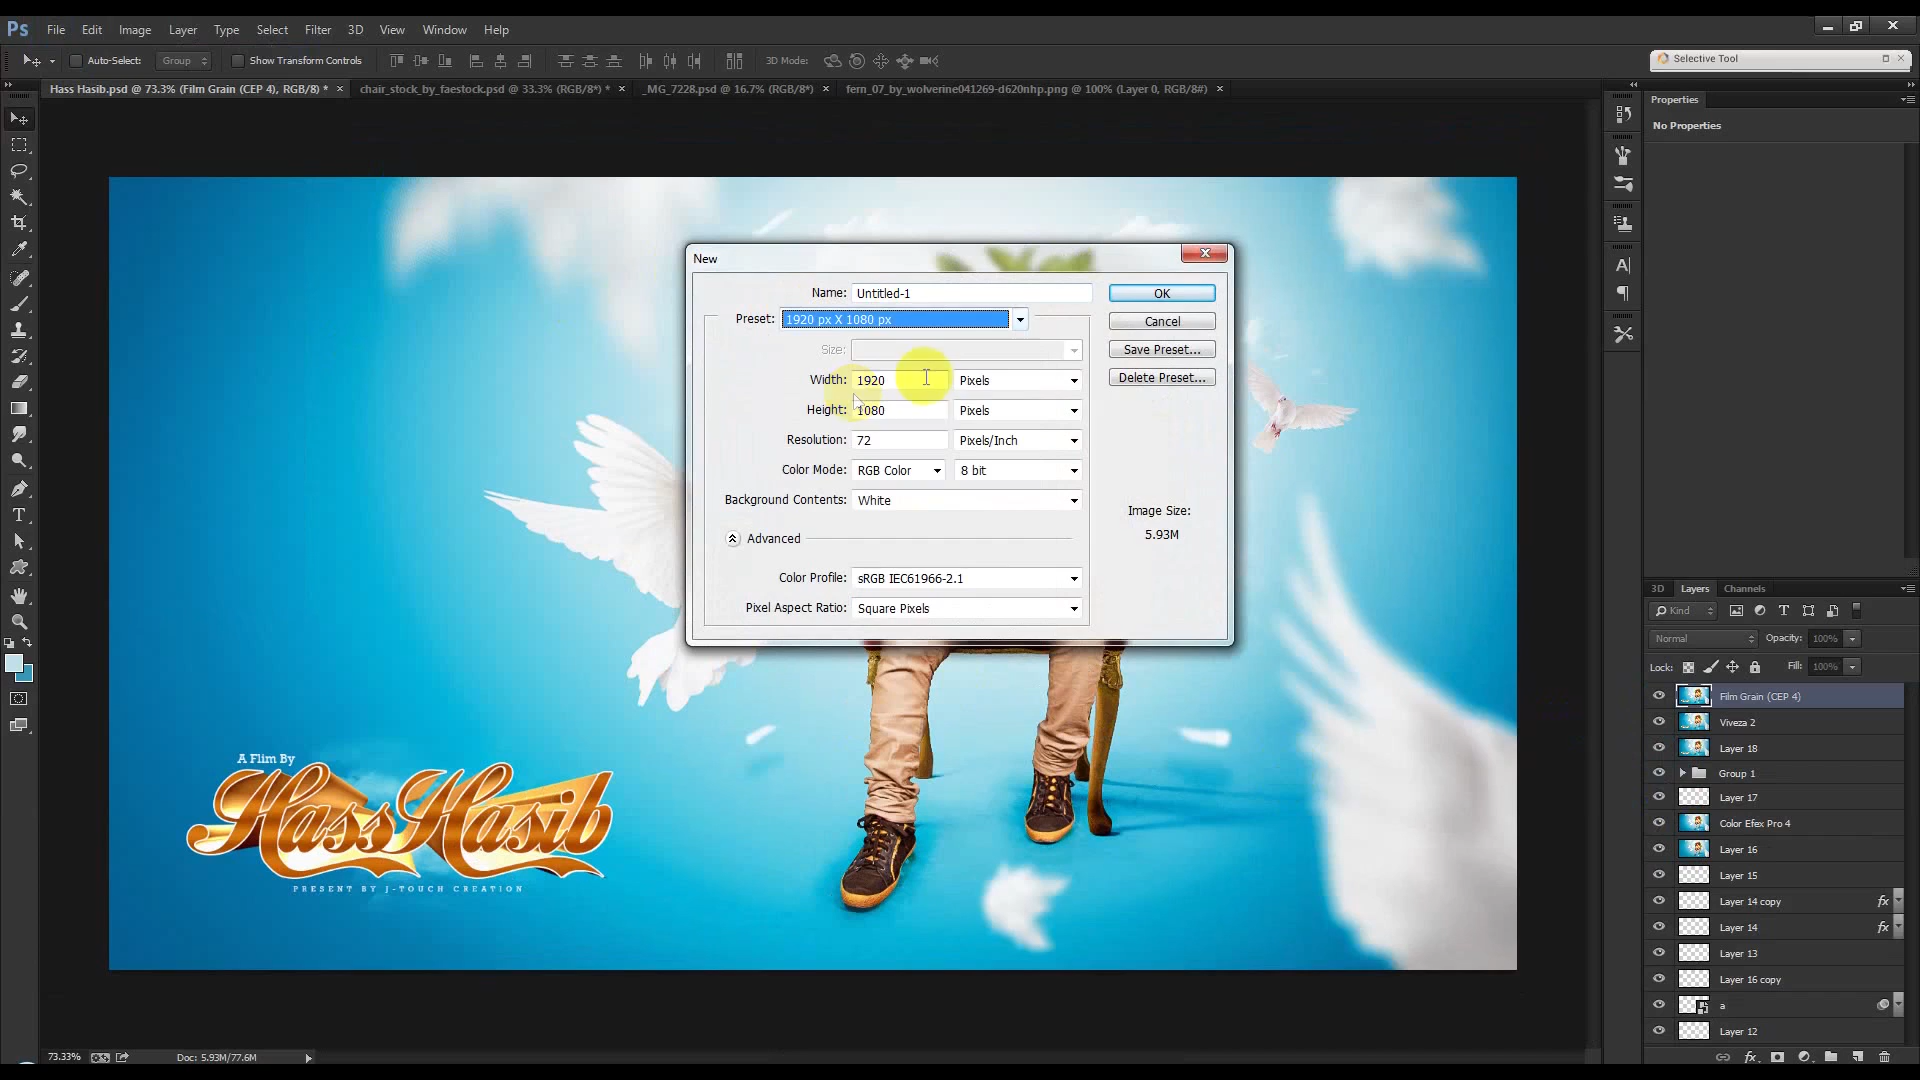 Ps File Edit Image Layer Type Select Filter 3D View Window Help
Auto-Select: Group Show Transform Controls 3D Mode:
Selective Tool
Hass Hasib.psd @ 73.3% (Film Grain (CEP 4), RGB/8) * × chair_stock_by_faestock.psd @ 33.3% (RGB/8*) * × _MG_7228.psd @ 16.7% (RGB/8*) × fern_07_by_wolverine041269-d620nhp.png @ 100% (Layer 0, RGB/8#) ×
Properties
No Properties
New
Name: Untitled-1
OK
Preset: 1920 px X 1080 px
Cancel
Size:
Save Preset...
Width: 1920 Pixels
Delete Preset...
Height: 1080 Pixels
Resolution: 72 Pixels/Inch
Color Mode: RGB Color 8 bit
Background Contents: White
Image Size:
5.93M
Advanced
Color Profile: sRGB IEC61966-2.1
Pixel Aspect Ratio: Square Pixels
3D Layers Channels
Kind
Normal Opacity: 100%
Lock: Fill: 100%
Film Grain (CEP 4)
Viveza 2
Layer 18
Group 1
Layer 17
Color Efex Pro 4
Layer 16
Layer 15
Layer 14 copy fx
Layer 14 fx
Layer 13
Layer 16 copy
a
Layer 12
A Flim By
Hass Hasib
PRESENT BY J-TOUCH CREATION
73.33% Doc: 5.93M/77.6M